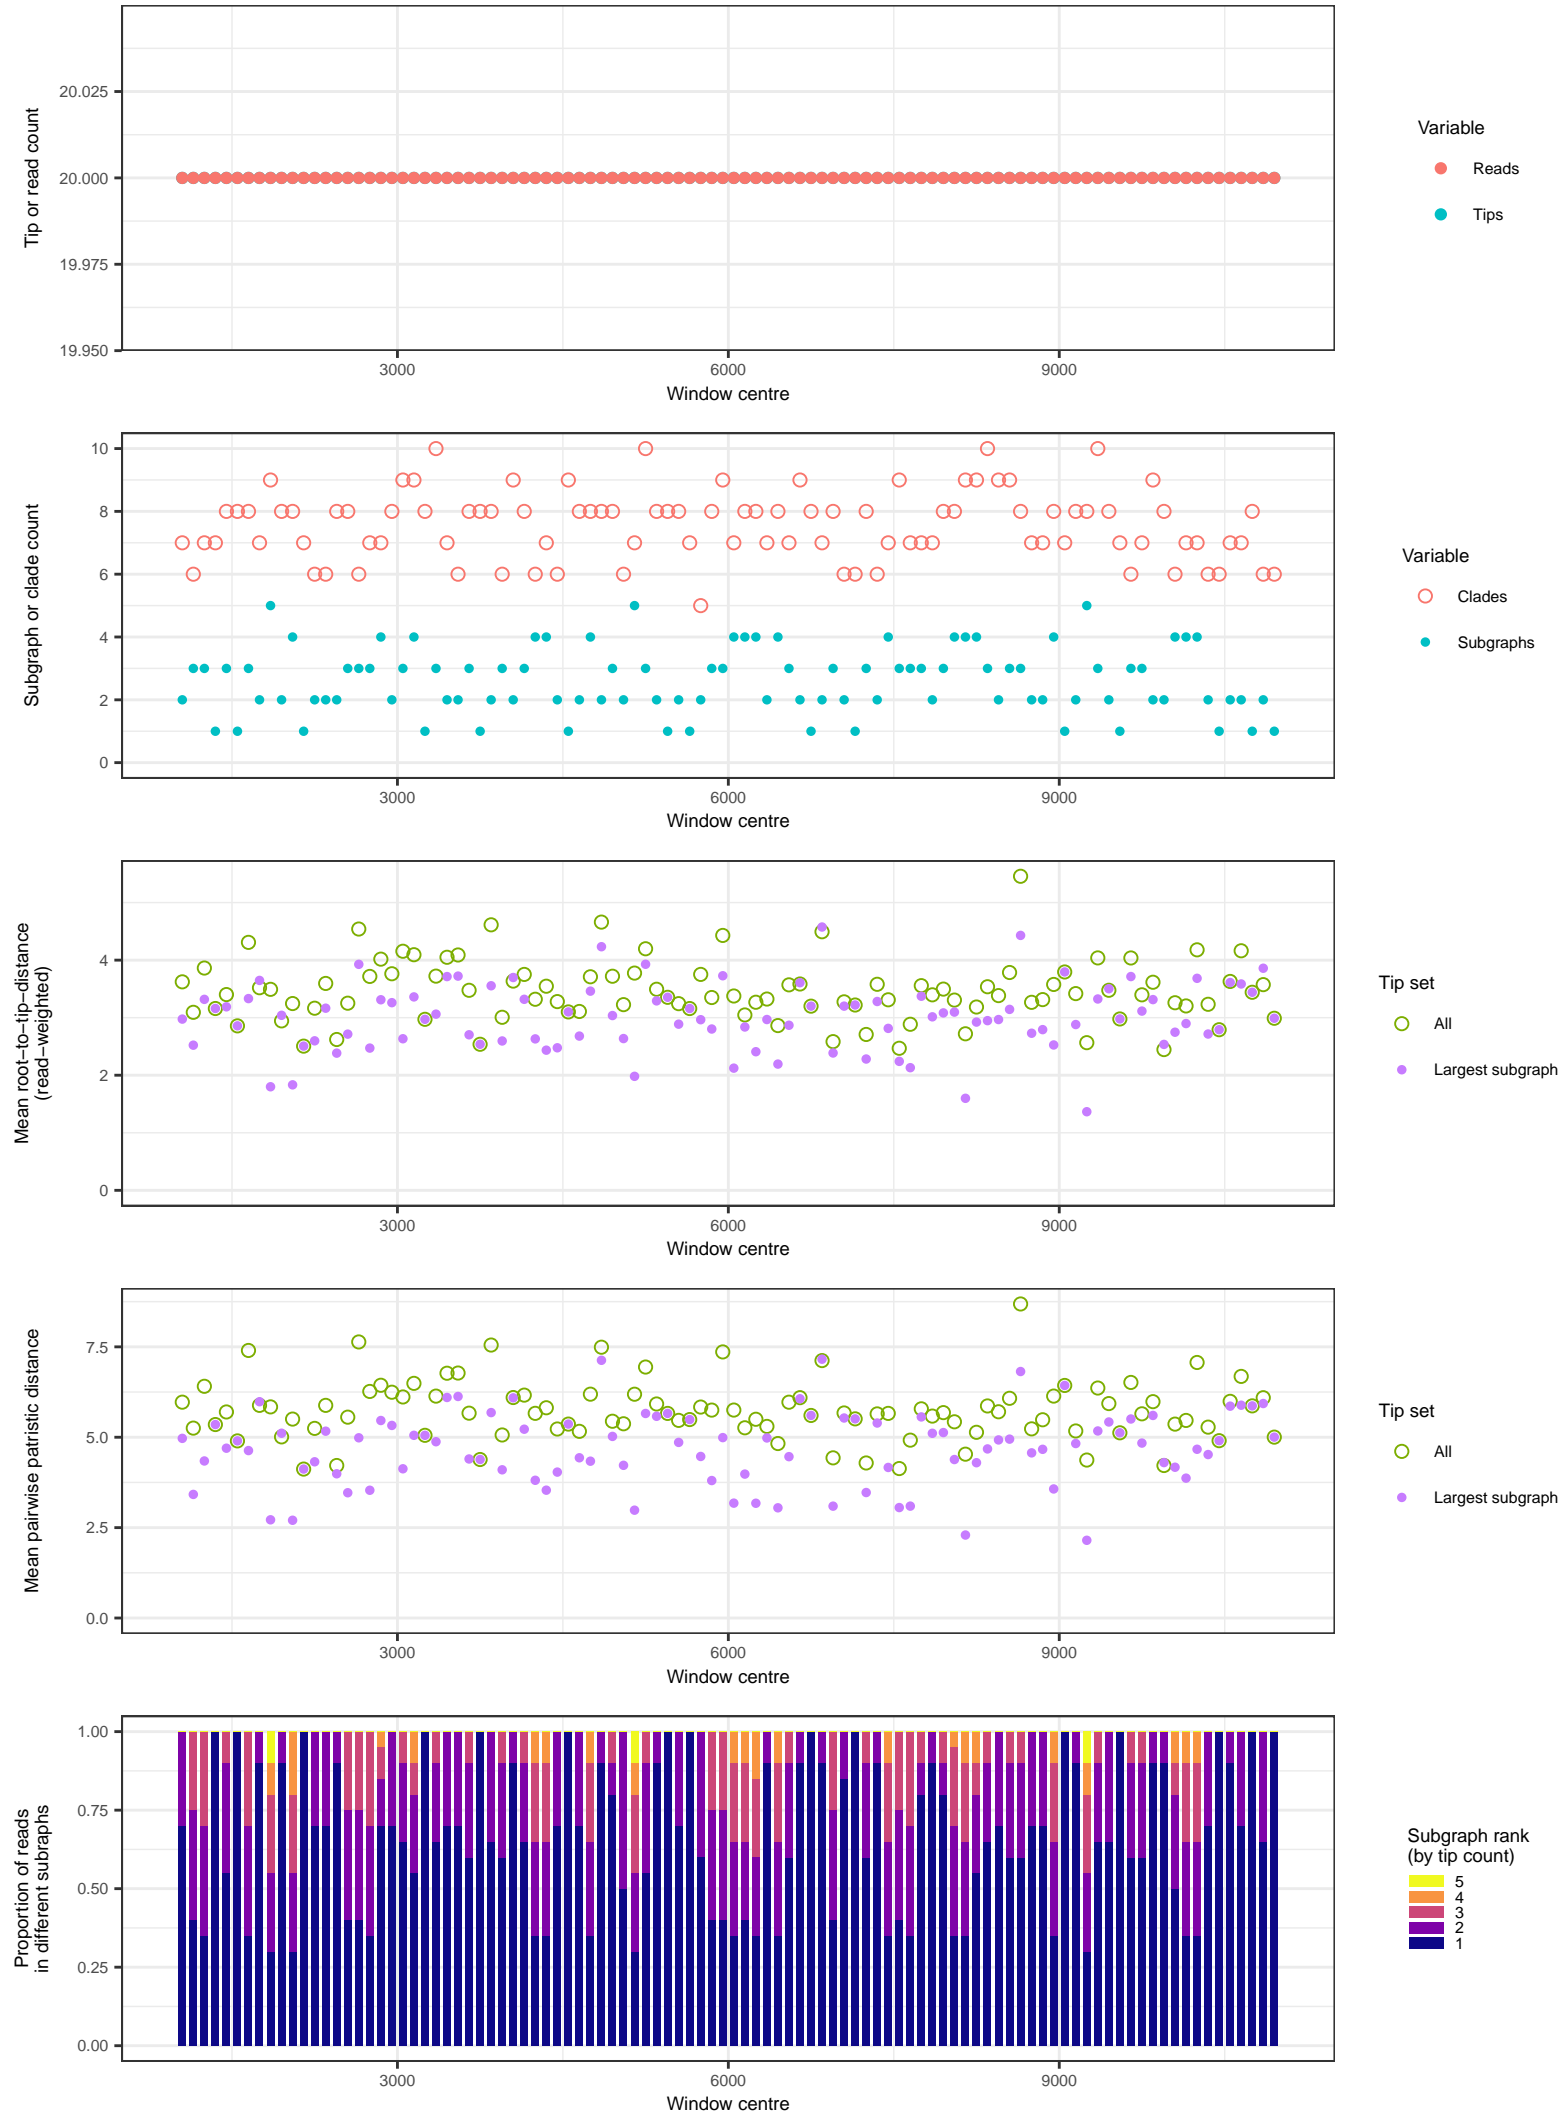 20.025
20.000
19.975
19.950
Tip or read count
3000
6000
9000
Window centre
Variable
Reads
Tips
10
8
6
4
2
0
Subgraph or clade count
3000
6000
9000
Window centre
Variable
Clades
Subgraphs
4
2
0
Mean root−to−tip−distance
(read−weighted)
3000
6000
9000
Window centre
Tip set
All
Largest subgraph
7.5
5.0
2.5
0.0
Mean pairwise patristic distance
3000
6000
9000
Window centre
Tip set
All
Largest subgraph
1.00
0.75
0.50
0.25
0.00
Proportion of reads
in different subraphs
3000
6000
9000
Window centre
Subgraph rank
(by tip count)
5
4
3
2
1